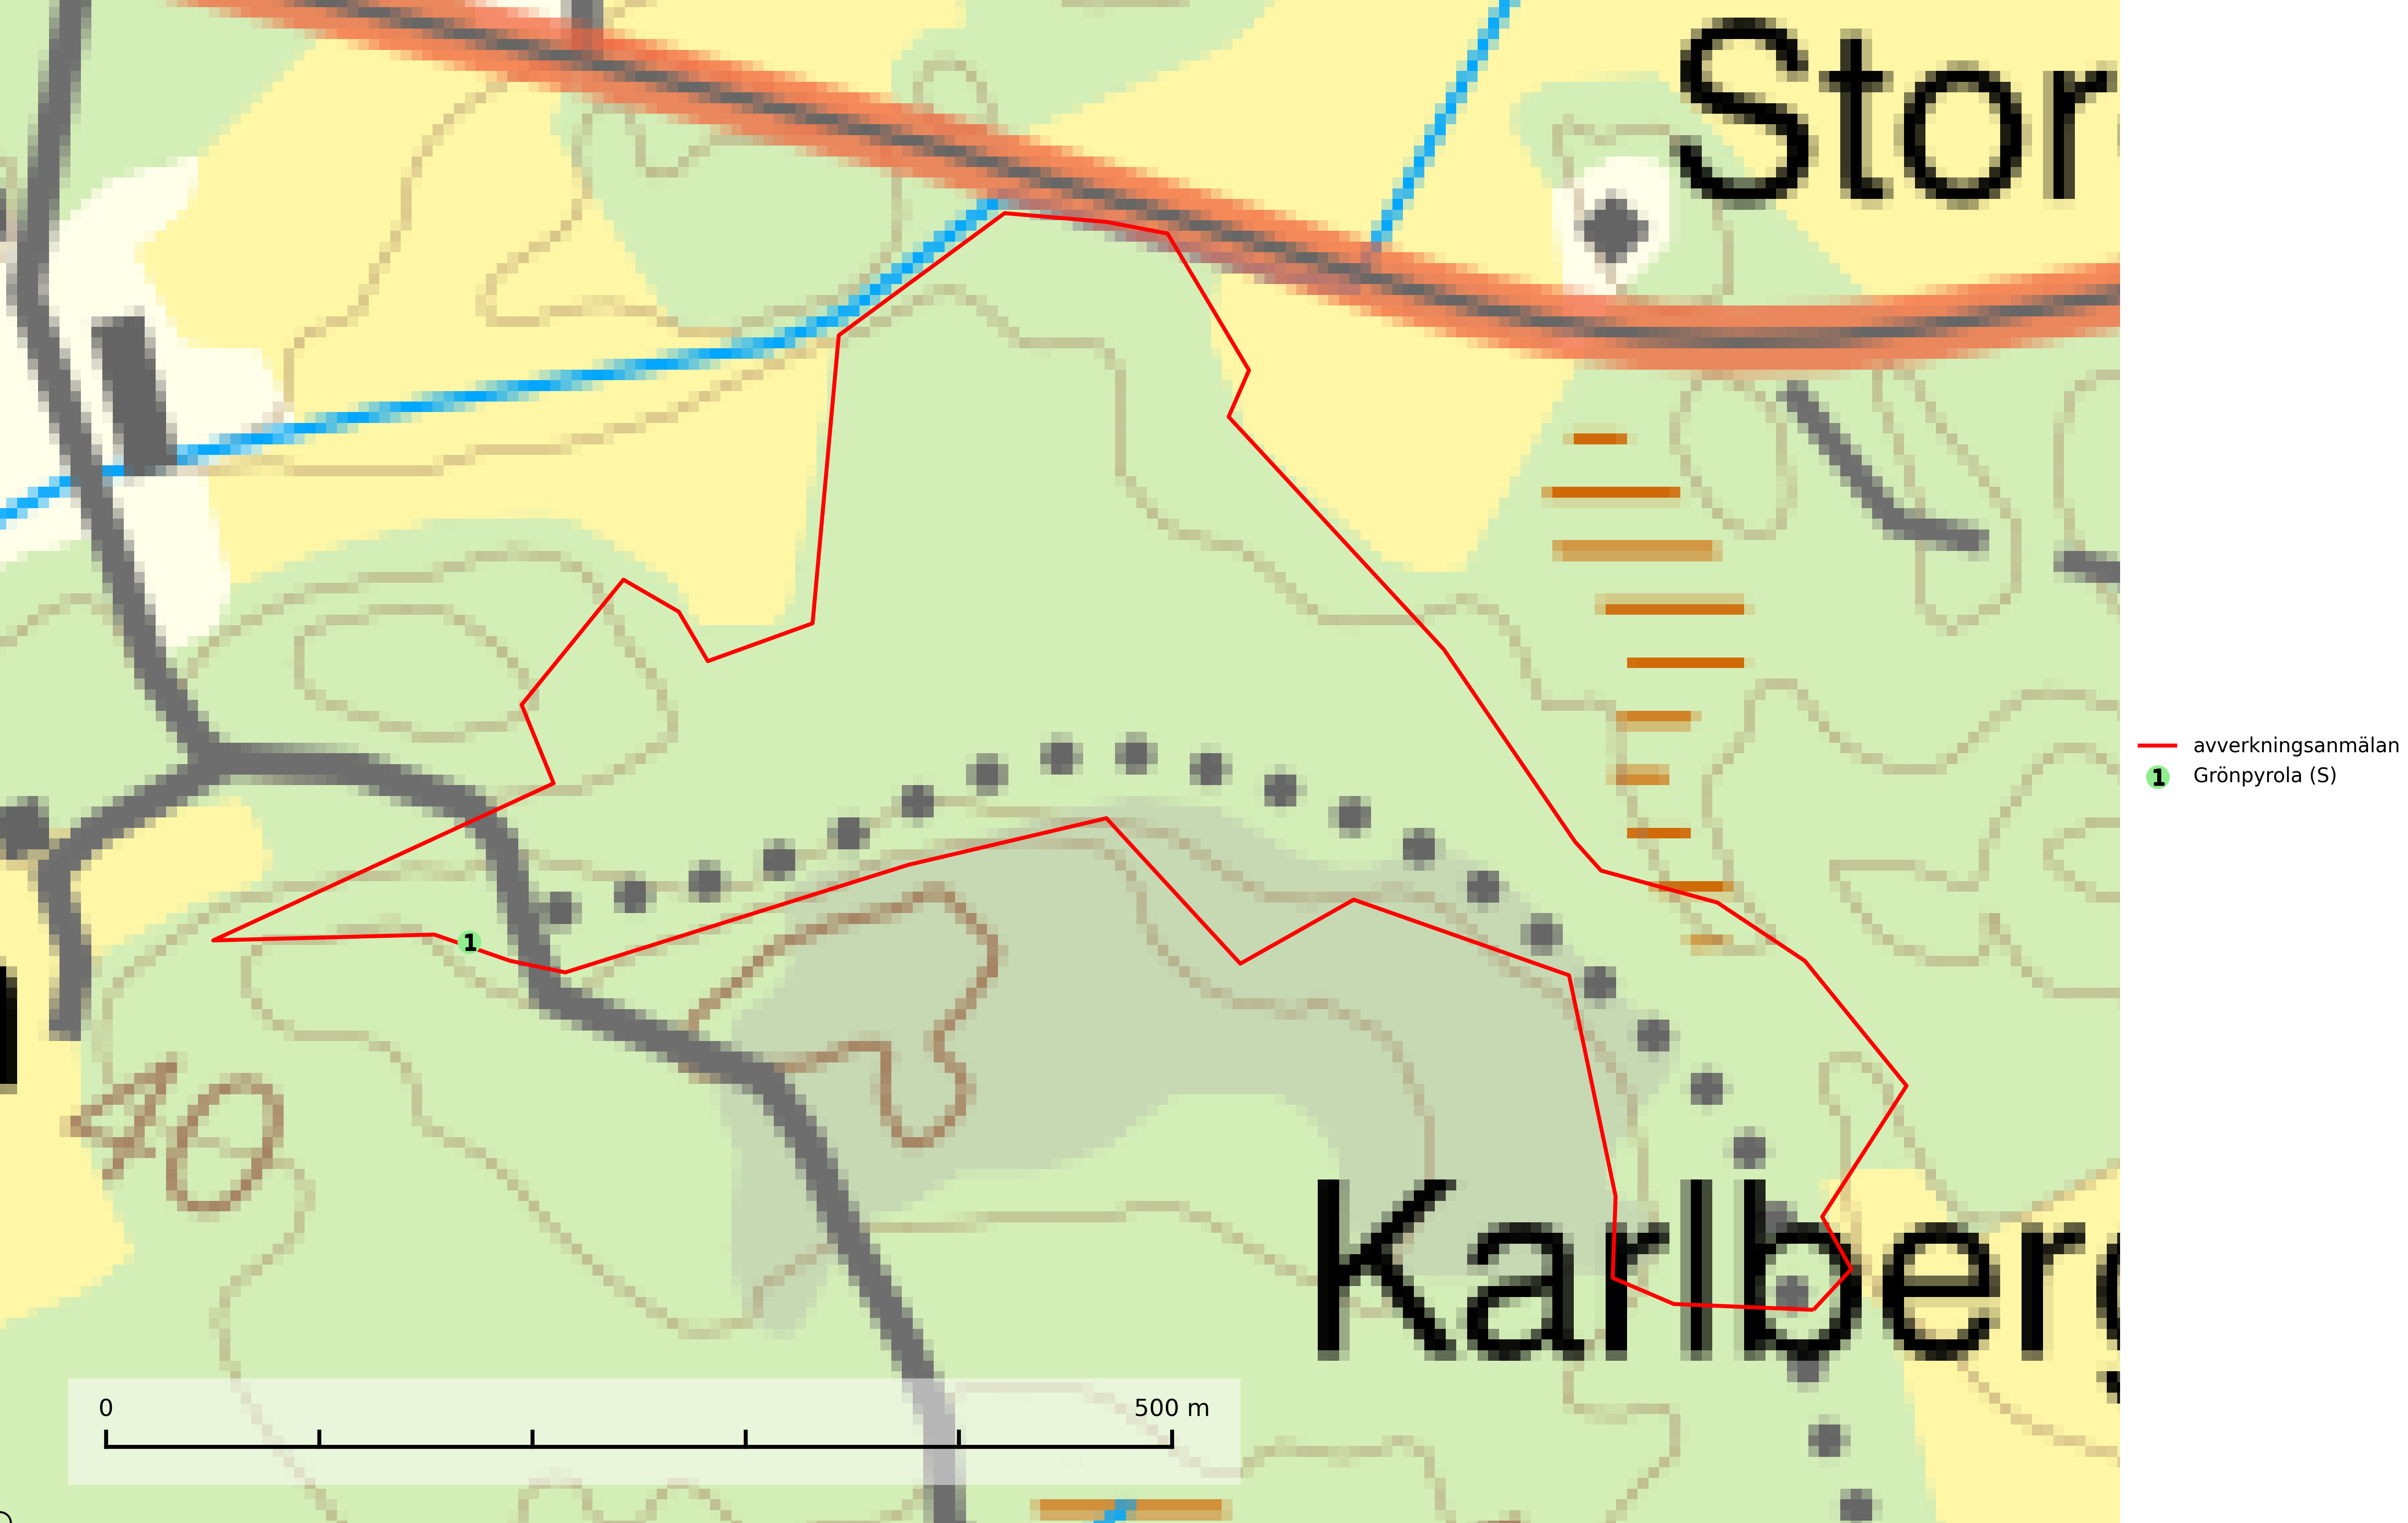 Stor
avverkningsanmälan
1 Grönpyrola (S)
1
40
Karlberg
0 500 m